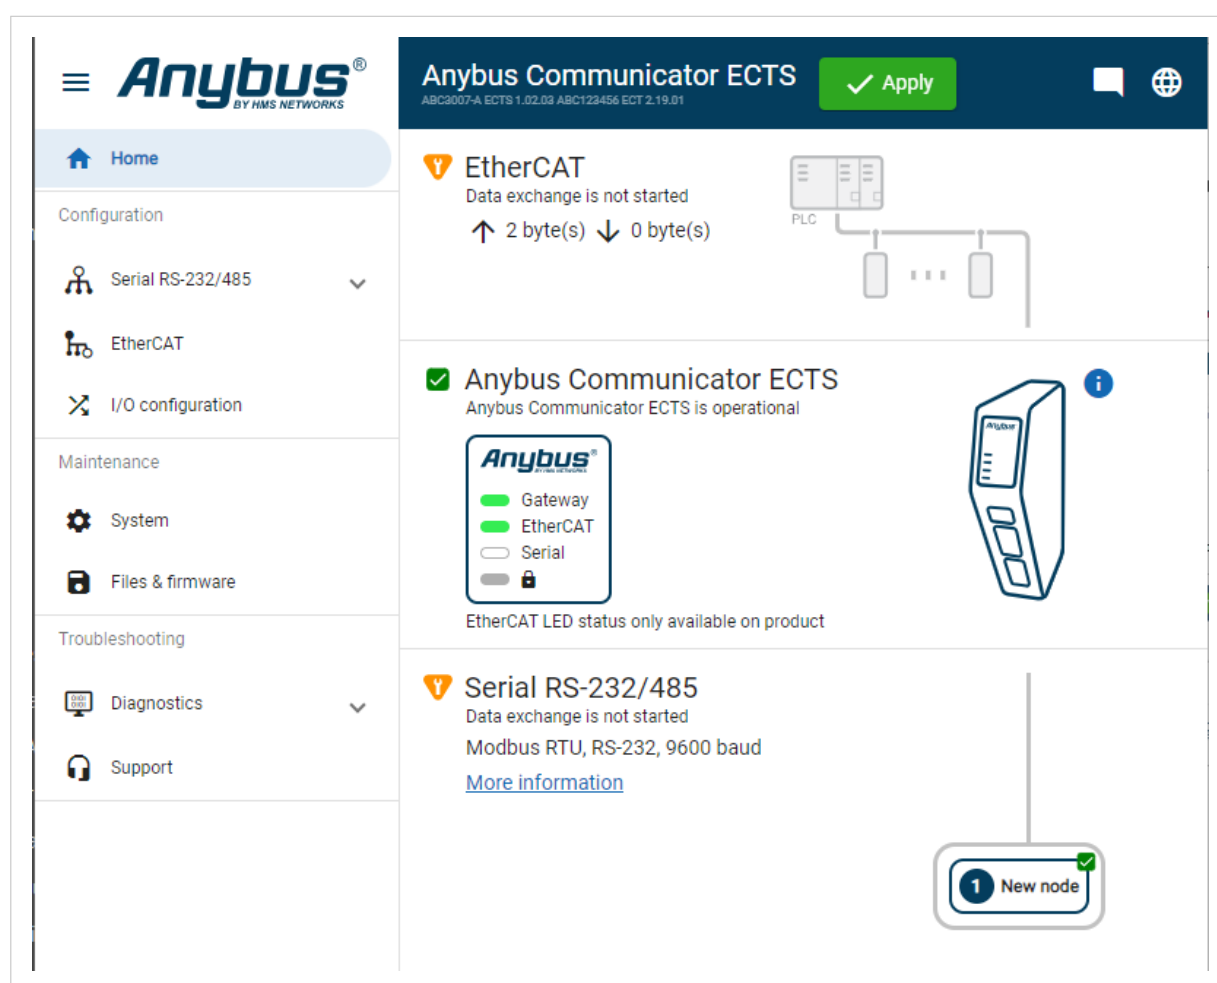 Anybus®
BY HMS NETWORKS
Anybus Communicator ECTS
ABC3007-A ECTS 1.02.03 ABC123456 ECT 2.19.01
Apply
Home
Configuration
Serial RS-232/485
EtherCAT
I/O configuration
Maintenance
System
Files & firmware
Troubleshooting
Diagnostics
Support
EtherCAT
Data exchange is not started
2 byte(s) 0 byte(s)
PLC
Anybus Communicator ECTS
Anybus Communicator ECTS is operational
Anybus®
BY HMS NETWORKS
Gateway
EtherCAT
Serial
Anybus
EtherCAT LED status only available on product
Serial RS-232/485
Data exchange is not started
Modbus RTU, RS-232, 9600 baud
More information
1 New node